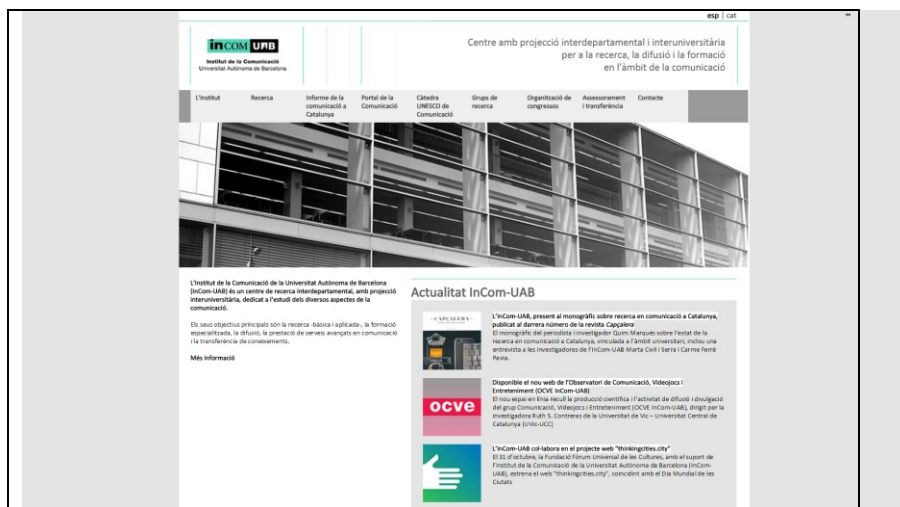 esp | cat
inCOM UAB
Institut de la Comunicació
Universitat Autònoma de Barcelona
Centre amb projecció interdepartamental i interuniversitària
per a la recerca, la difusió i la formació
en l'àmbit de la comunicació
L'Institut
Recerca
Informe de la
comunicació a
Catalunya
Portal de la
Comunicació
Càtedra
UNESCO de
Comunicació
Grups de
recerca
Organització de
congressos
Assessorament
i transferència
Contacte
L'Institut de la Comunicació de la Universitat Autònoma de Barcelona
(InCom-UAB) és un centre de recerca interdepartamental, amb projecció
interuniversitària, dedicat a l'estudi dels diversos aspectes de la
comunicació.
Els seus objectius principals són la recerca -bàsica i aplicada-, la formació
especialitzada, la difusió, la prestació de serveis avançats en comunicació
i la transferència de coneixements.
Més informació
Actualitat InCom-UAB
CAPÇALERA
L'InCom-UAB, present al monogràfic sobre recerca en comunicació a Catalunya,
publicat al darrera número de la revista Capçalera
El monogràfic del periodista i investigador Quim Marquès sobre l'estat de la
recerca en comunicació a Catalunya, vinculada a l'àmbit universitari, inclou una
entrevista a les investigadores de l'InCom-UAB Marta Civil i Serra i Carme Ferré
Pavia.
ocve
Disponible el nou web de l'Observatori de Comunicació, Videojocs i
Entreteniment (OCVE InCom-UAB)
El nou espai en línia recull la producció científica i l'activitat de difusió i divulgació
del grup Comunicació, Videojocs i Entreteniment (OCVE InCom-UAB), dirigit per la
investigadora Ruth S. Contreras de la Universitat de Vic – Universitat Central de
Catalunya (UVic-UCC)
L'InCom-UAB col·labora en el projecte web "thinkingcities.city"
El 31 d'octubre, la Fundació Fòrum Universal de les Cultures, amb el suport de
l'Institut de la Comunicació de la Universitat Autònoma de Barcelona (InCom-
UAB), estrena el web "thinkingcities.city", coincidint amb el Dia Mundial de les
Ciutats